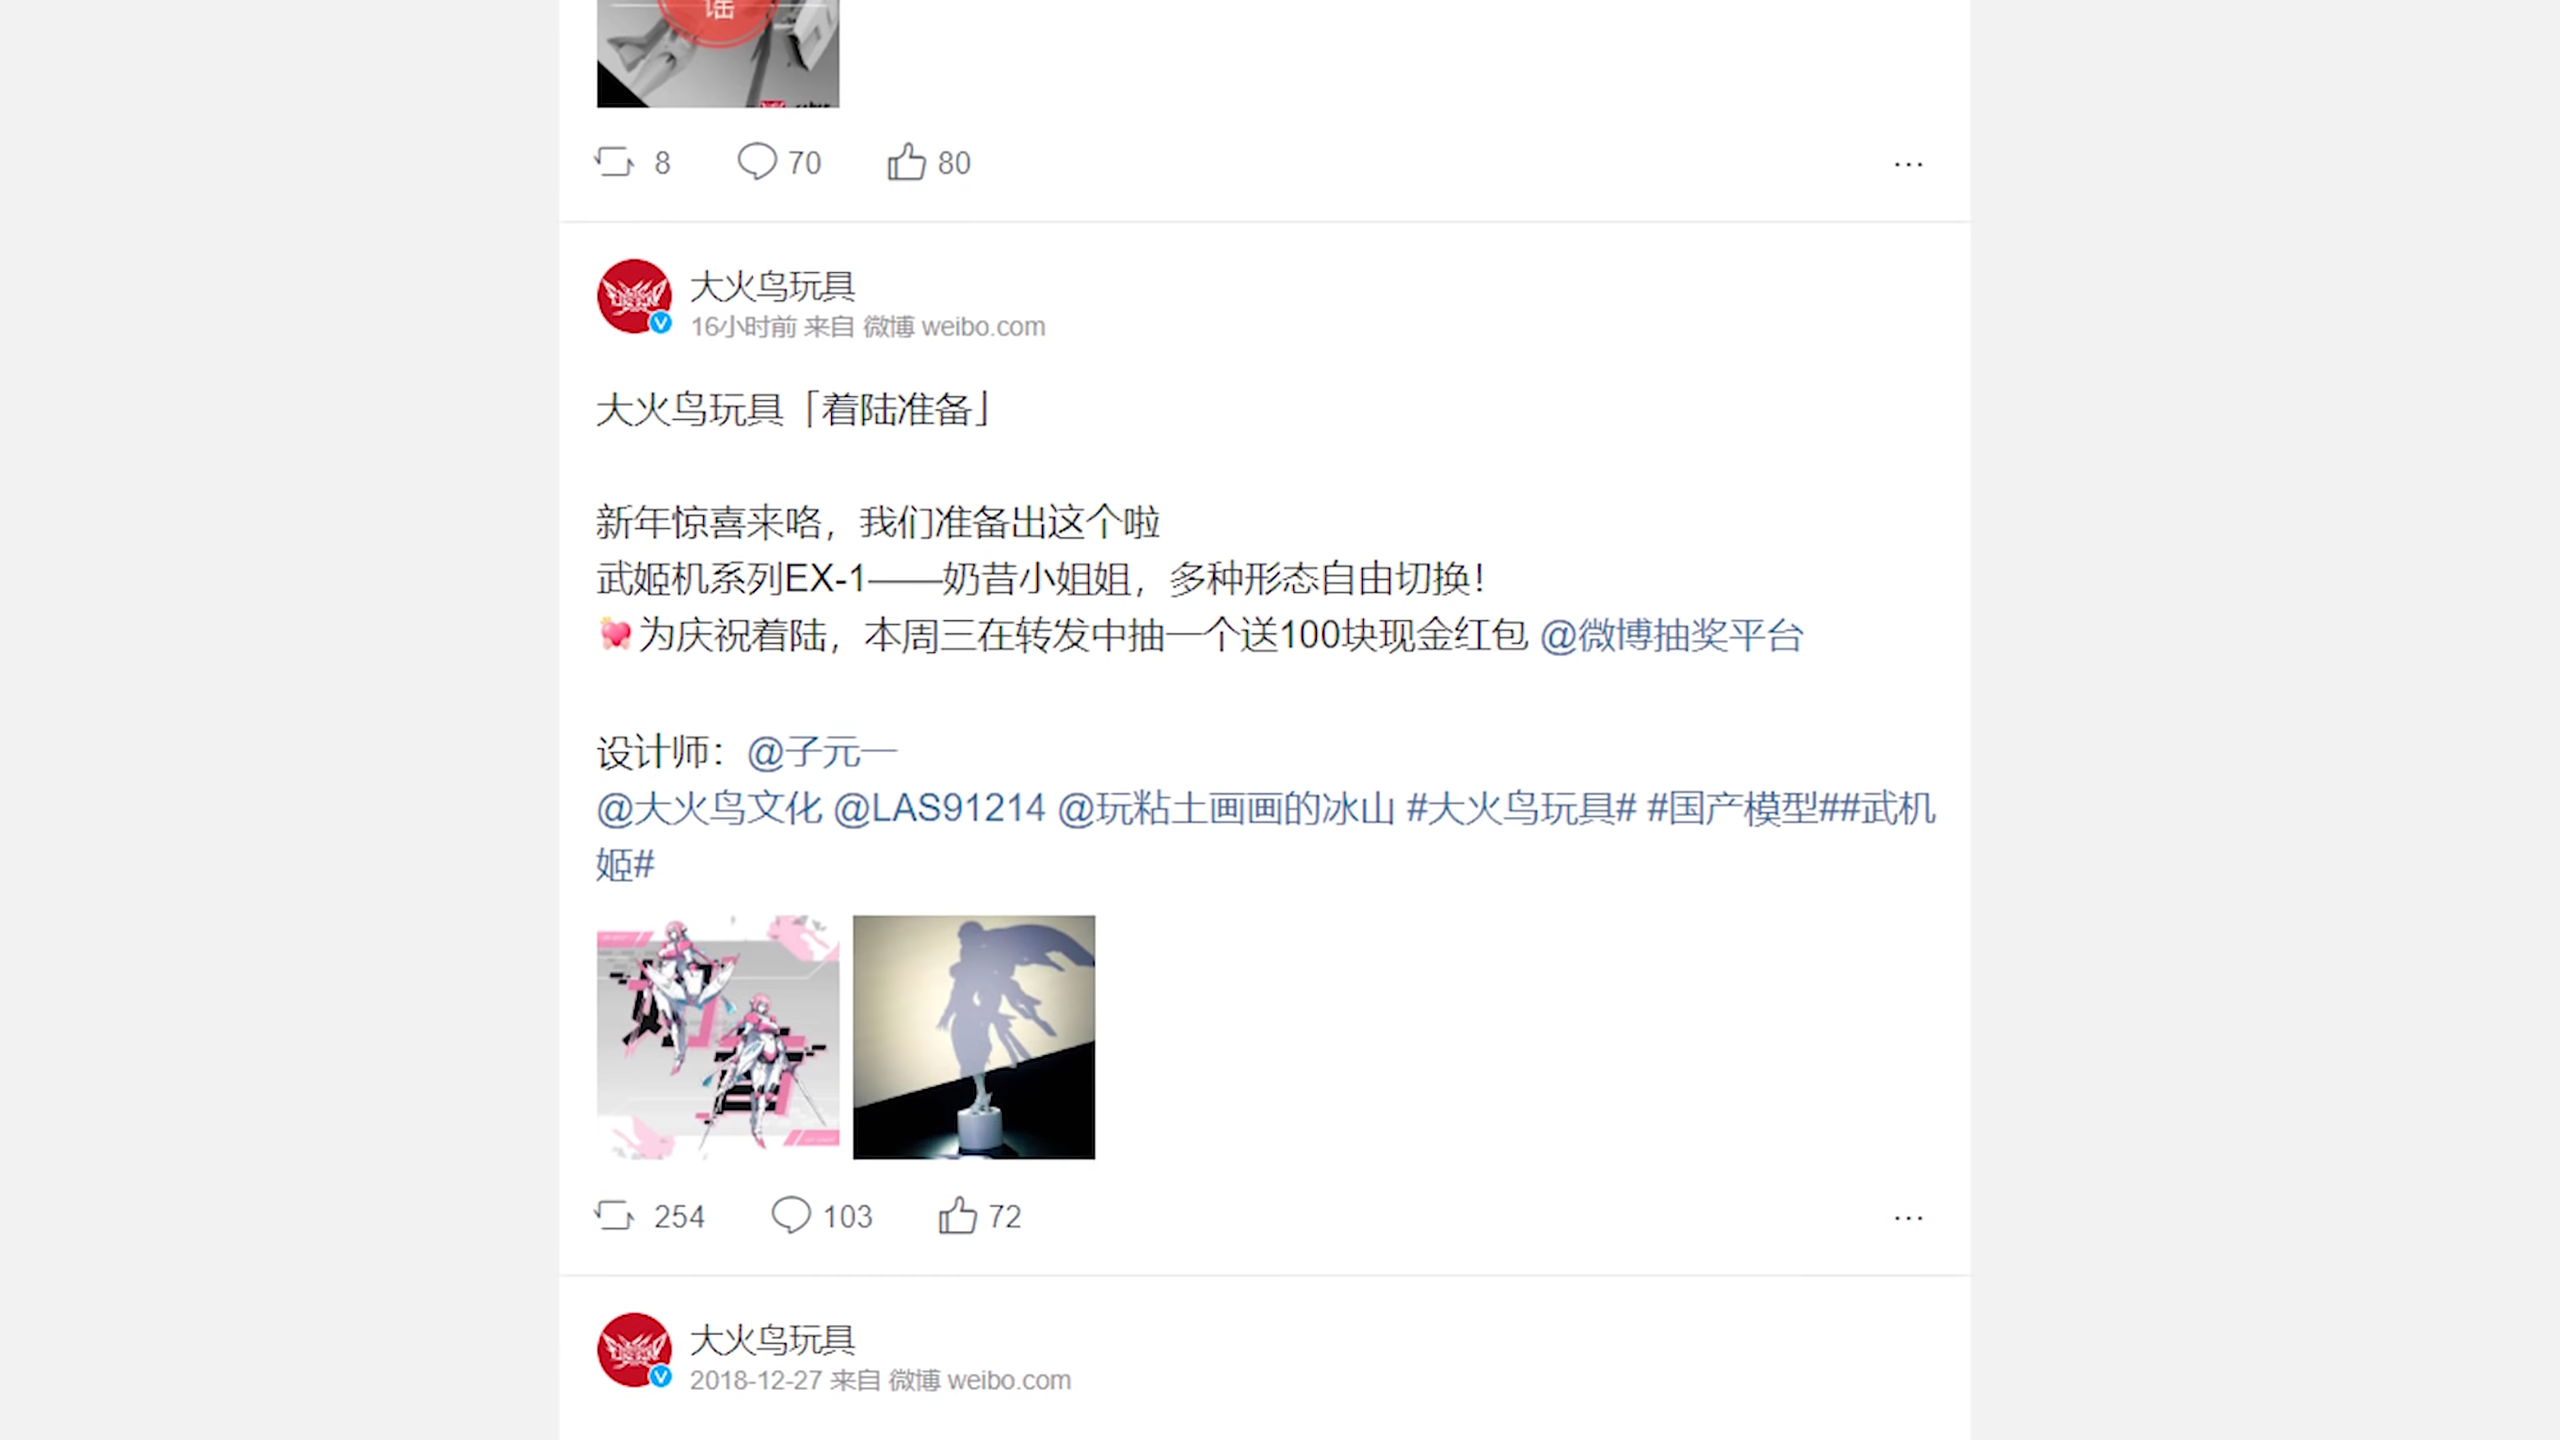 谣
8 70 80 ...
大火鸟玩具
16小时前 来自 微博 weibo.com
大火鸟玩具「着陆准备」
新年惊喜来咯，我们准备出这个啦
武姬机系列EX-1——奶昔小姐姐，多种形态自由切换！
为庆祝着陆，本周三在转发中抽一个送100块现金红包 @微博抽奖平台
设计师：@子元一
@大火鸟文化 @LAS91214 @玩粘土画画的冰山 #大火鸟玩具# #国产模型##武机
姬#
254 103 72 ...
大火鸟玩具
2018-12-27 来自 微博 weibo.com